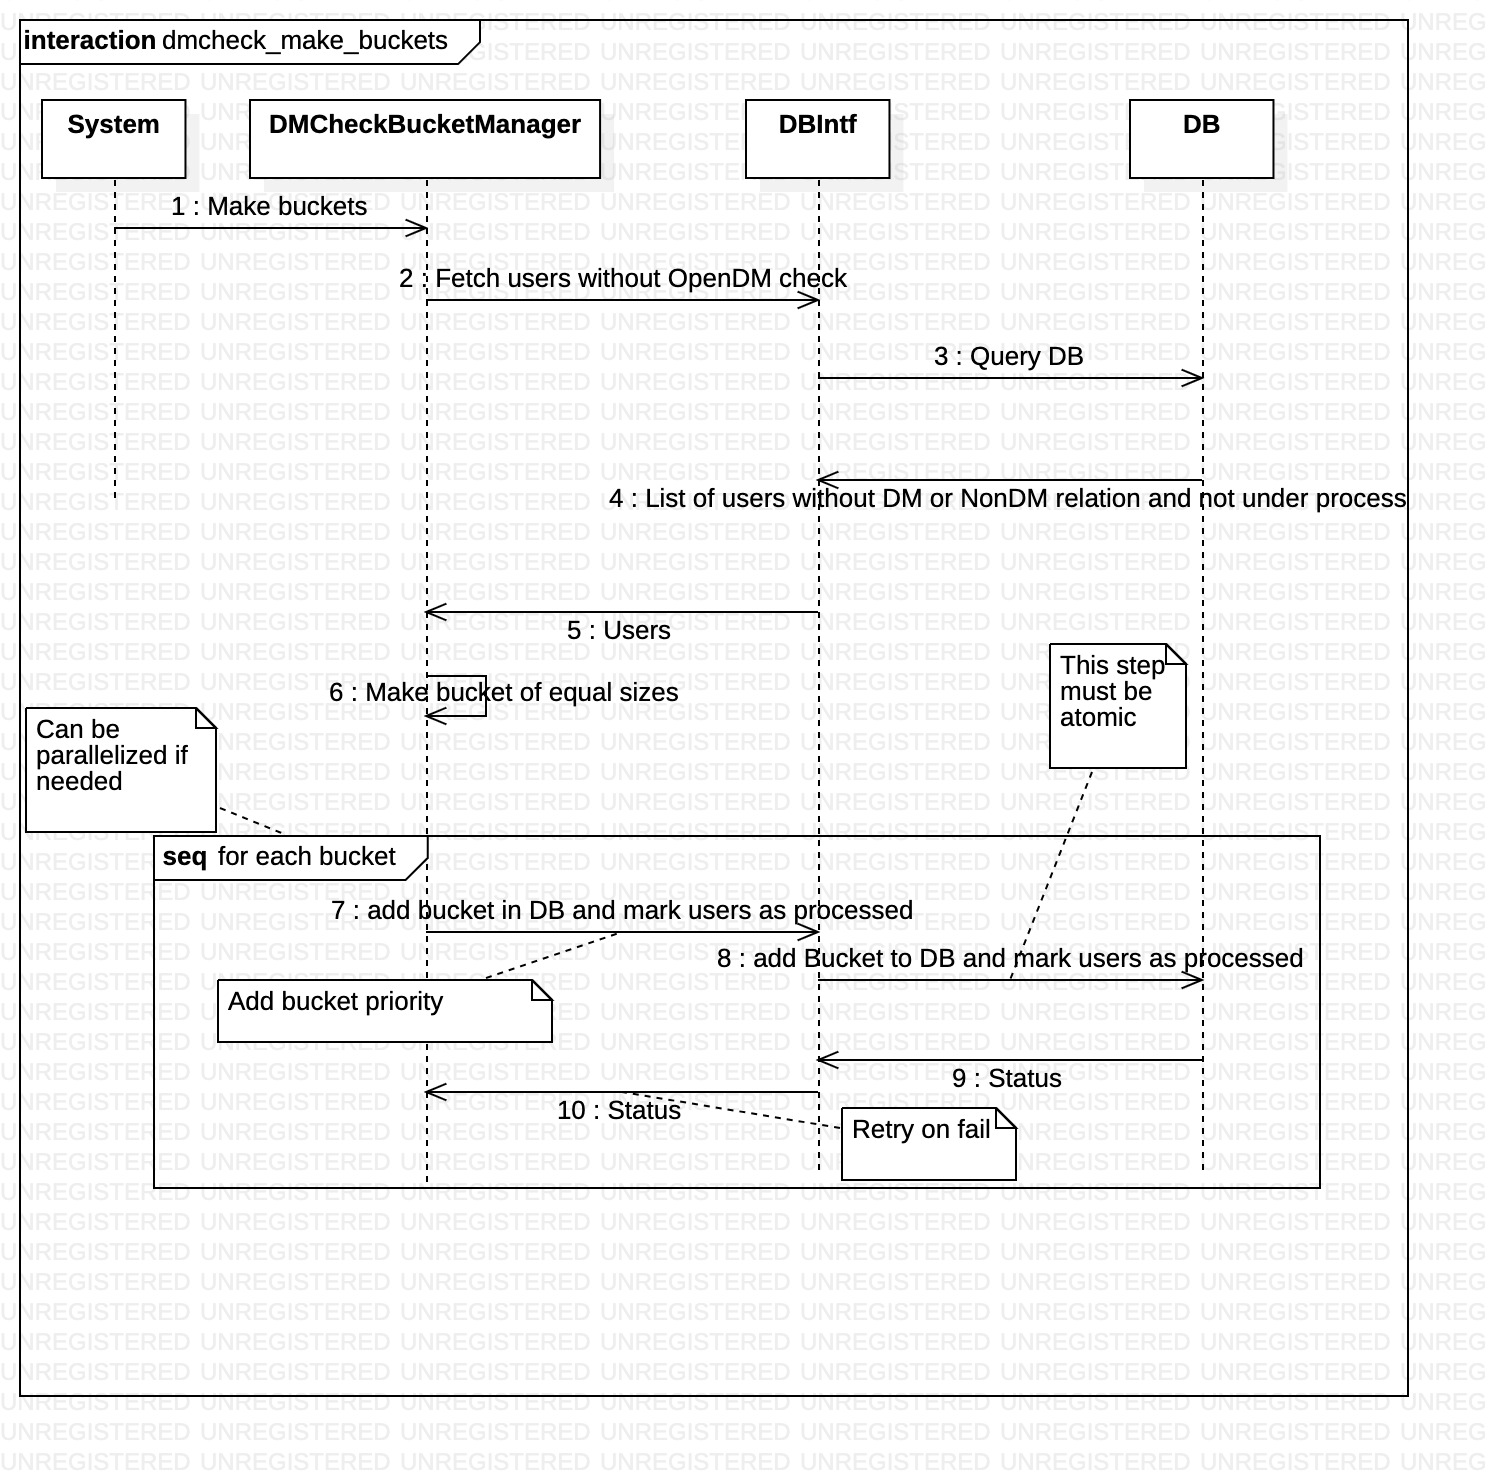 interaction dmcheck_make_buckets
System
DMCheckBucketManager
DBIntf
DB
1 : Make buckets
2 : Fetch users without OpenDM check
3 : Query DB
4 : List of users without DM or NonDM relation and not under process
5 : Users
This step
must be
atomic
6 : Make bucket of equal sizes
Can be
parallelized if
needed
seq for each bucket
7 : add bucket in DB and mark users as processed
8 : add Bucket to DB and mark users as processed
Add bucket priority
9 : Status
10 : Status
Retry on fail
UNREGISTERED